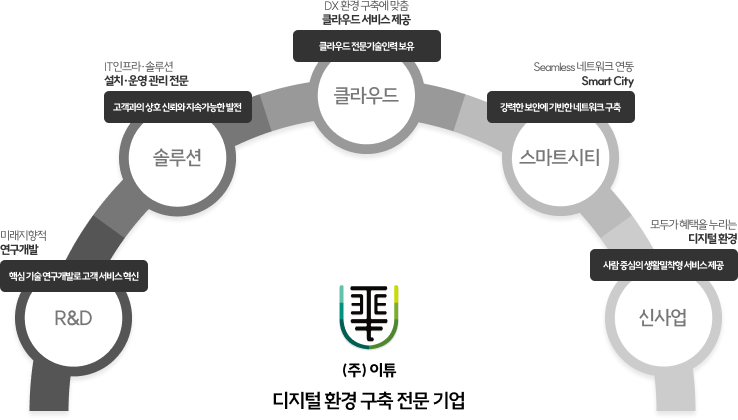 DX 환경 구축에 맞춤
클라우드 서비스 제공
클라우드 전문기술인력 보유
클라우드
IT인프라·솔루션
설치·운영 관리 전문
고객과의 상호 신뢰와 지속가능한 발전
솔루션
Seamless 네트워크 연동
Smart City
강력한 보안에 기반한 네트워크 구축
스마트시티
미래지향적
연구개발
핵심 기술 연구개발로 고객 서비스 혁신
R&D
모두가 혜택을 누리는
디지털 환경
사람 중심의 생활밀착형 서비스 제공
신사업
(주) 이튜
디지털 환경 구축 전문 기업